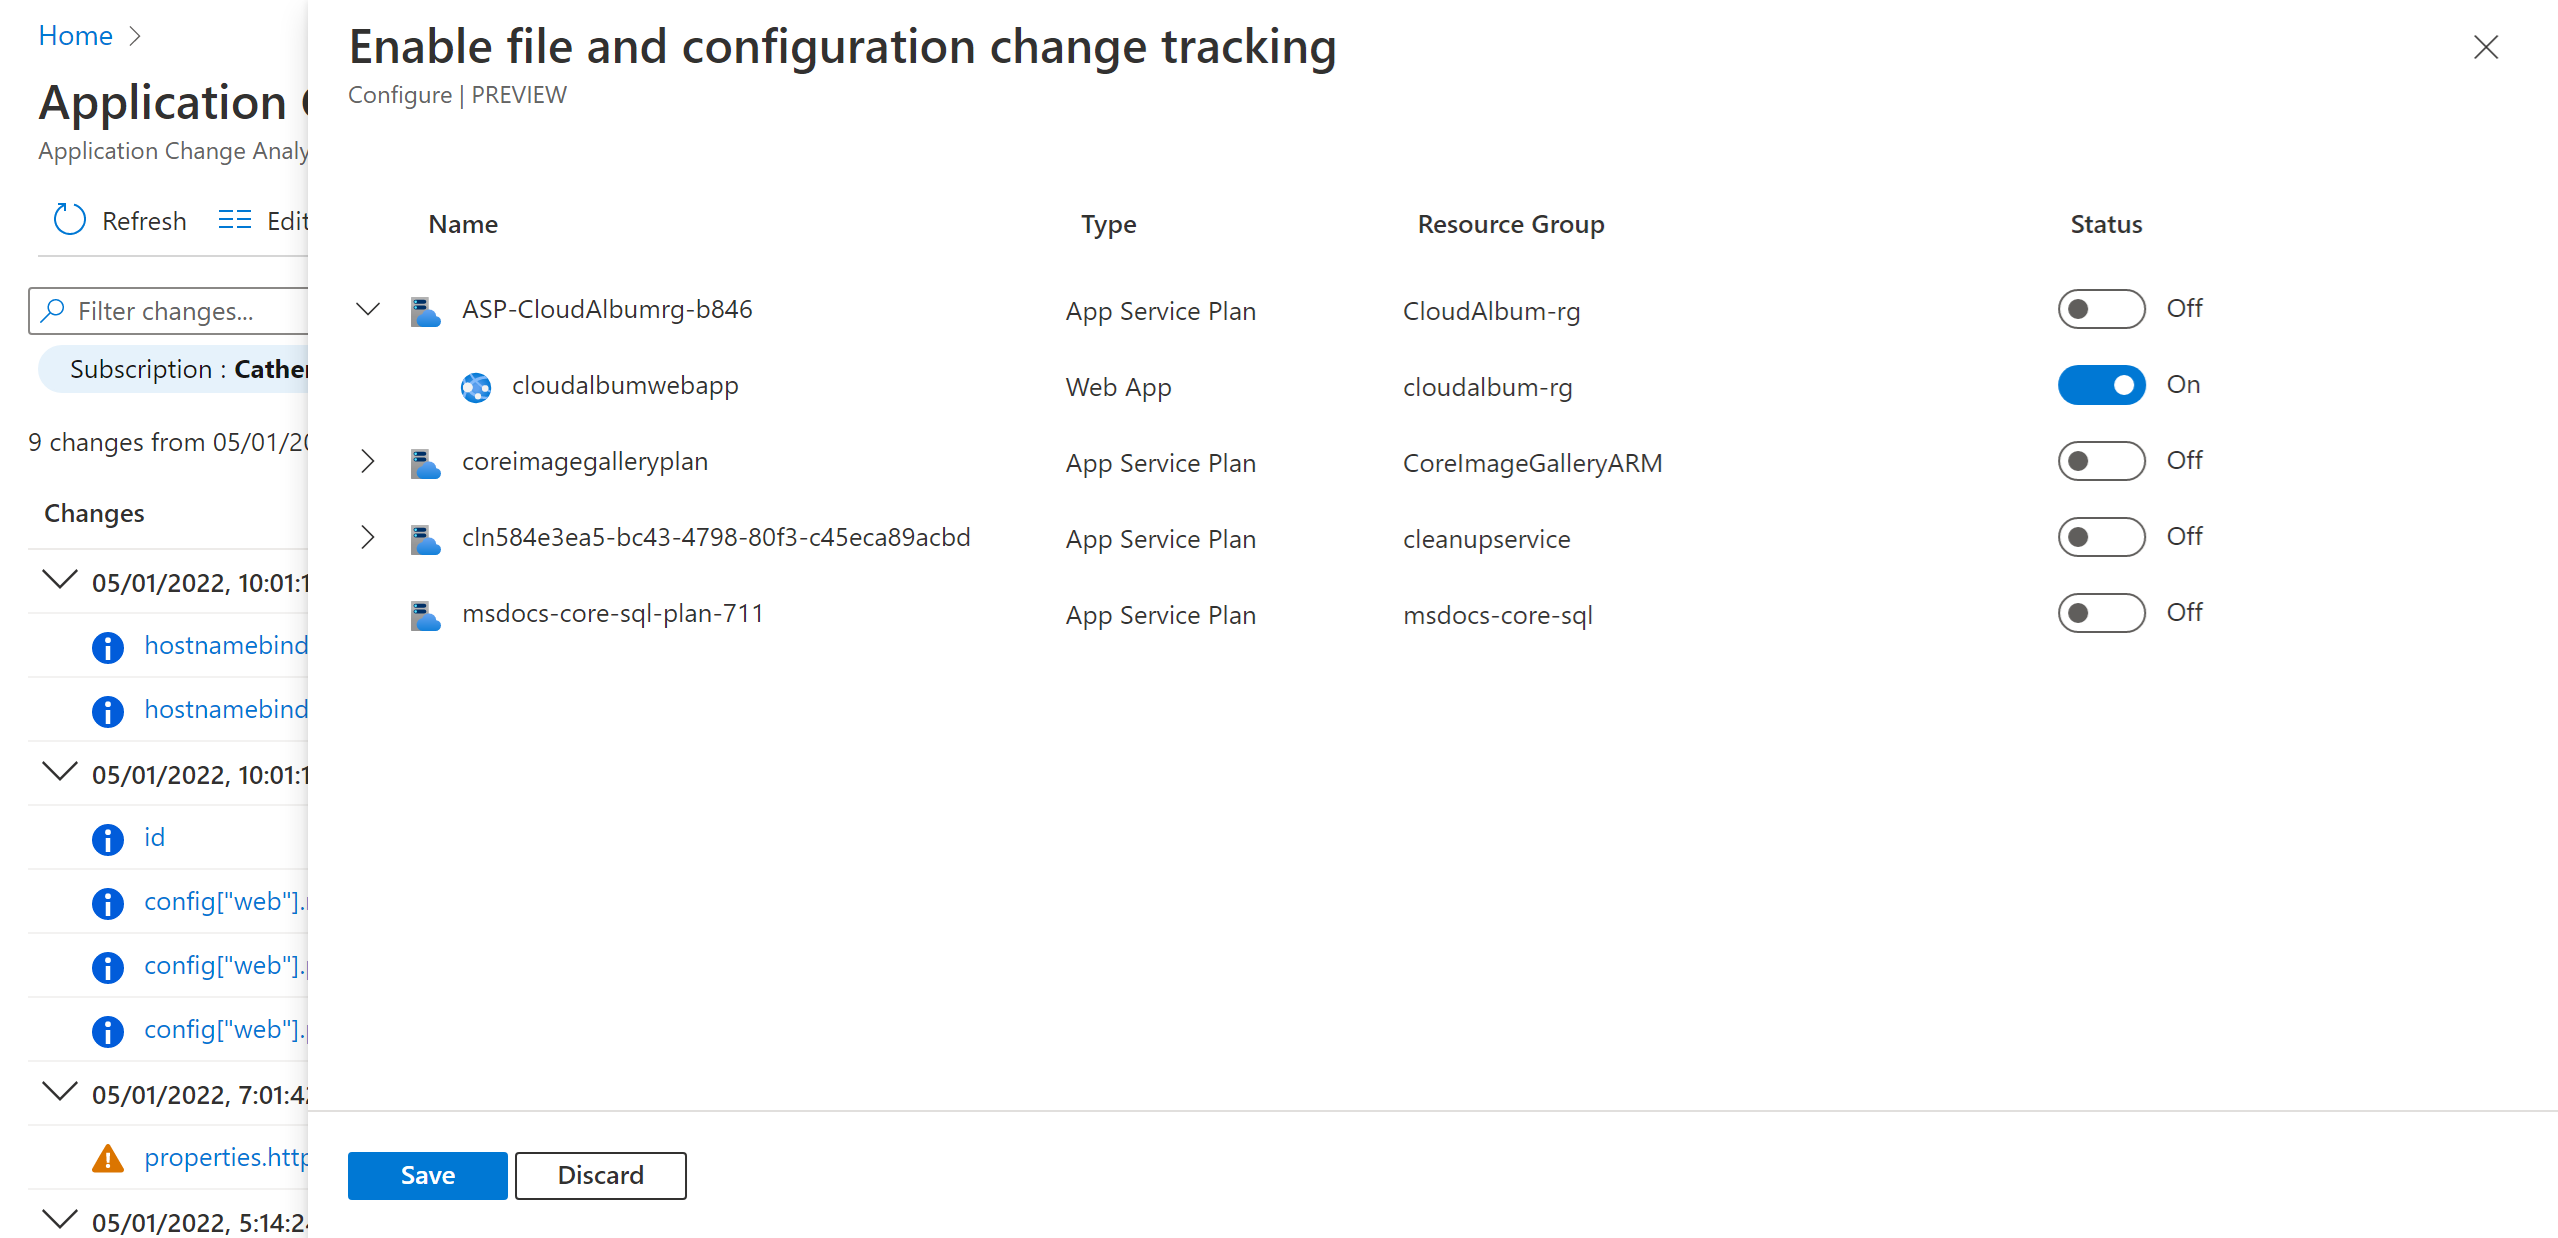 Home
Application
Application Change Analy
Refresh Edit
Filter changes...
Subscription : Cather
9 changes from 05/01/20
Changes
05/01/2022, 10:01:1
hostnamebind
hostnamebind
05/01/2022, 10:01:1
id
config["web"].
config["web"].
config["web"].
05/01/2022, 7:01:42
properties.http
05/01/2022, 5:14:24
Enable file and configuration change tracking
Configure | PREVIEW
Name Type Resource Group Status
ASP-CloudAlbumrg-b846 App Service Plan CloudAlbum-rg Off
cloudalbumwebapp Web App cloudalbum-rg On
coreimagegalleryplan App Service Plan CoreImageGalleryARM Off
cln584e3ea5-bc43-4798-80f3-c45eca89acbd App Service Plan cleanupservice Off
msdocs-core-sql-plan-711 App Service Plan msdocs-core-sql Off
Save Discard